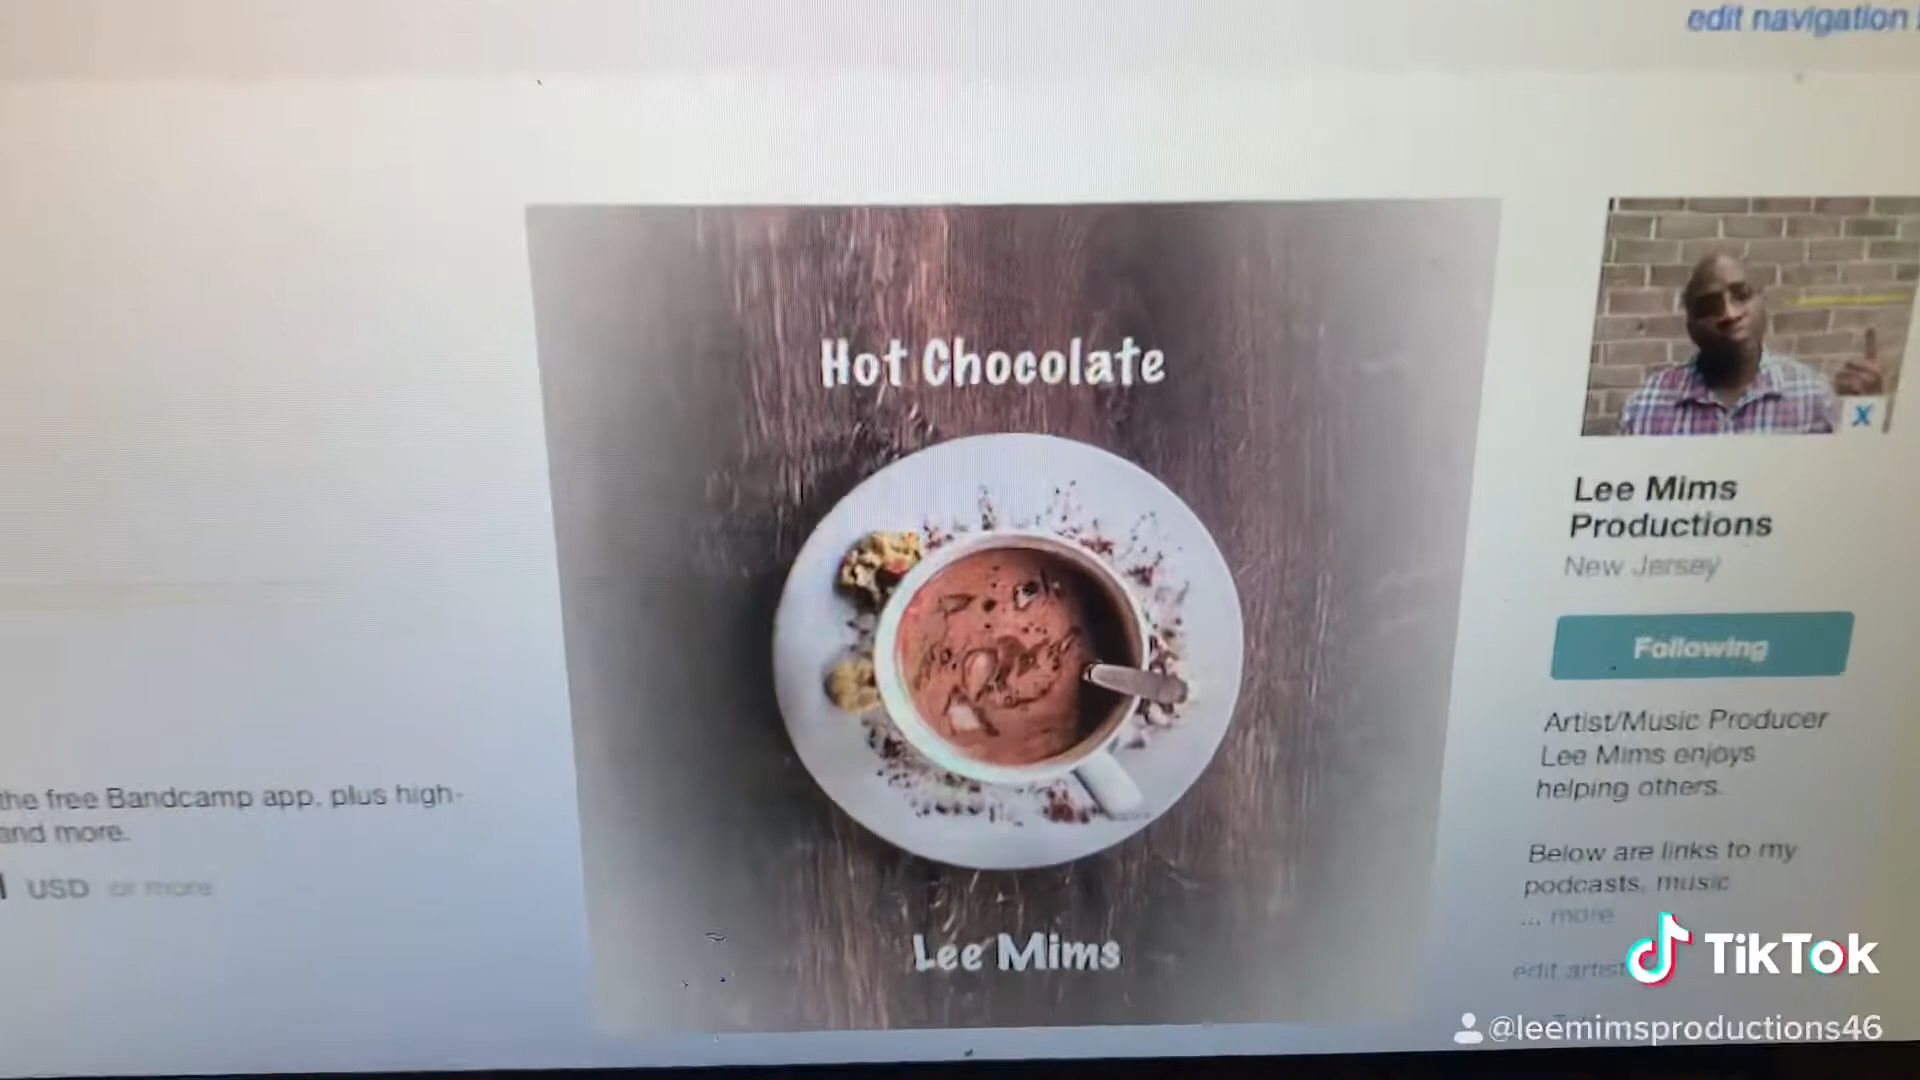 edit navigation
Hot Chocolate
Lee Mims
X
Lee Mims
Productions
New Jersey
Following
Artist/Music Producer
Lee Mims enjoys
helping others.
Below are links to my
podcasts, music
... more
edit artist
the free Bandcamp app, plus high-
and more.
USD or more
TikTok
@leemimsproductions46